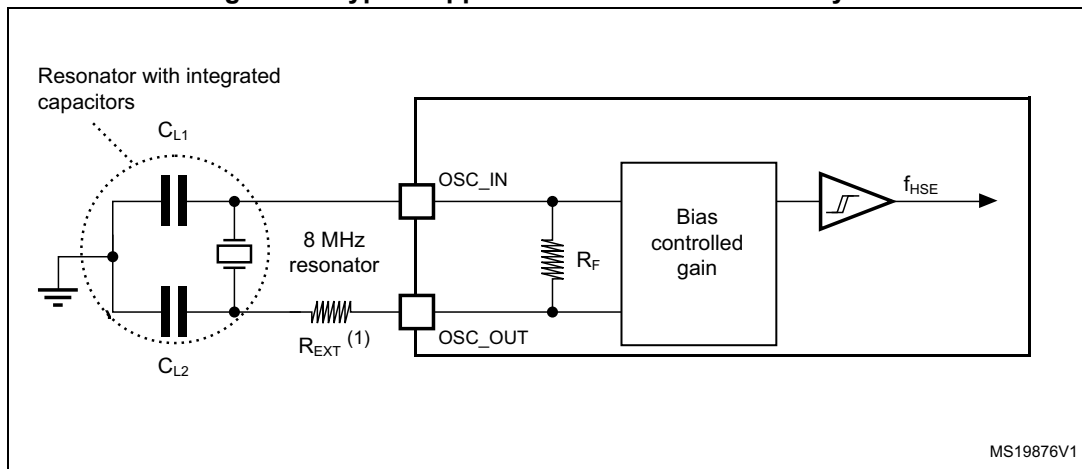 Resonator with integrated
capacitors
CL1
OSC_IN
fHSE
8 MHz
resonator
RF
Bias
controlled
gain
REXT (1)
OSC_OUT
CL2
MS19876V1